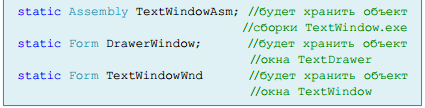 static Assembly TextWindowAsm; //будет хранить объект
//сборки TextWindow.exe
static Form DrawerWindow; //будет хранить объект
//окна TextDrawer
static Form TextWindowWnd //будет хранить объект
//окна TextWindow